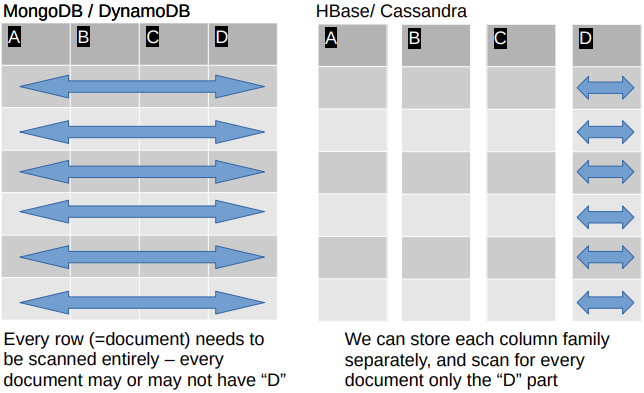 MongoDB / DynamoDB
A B C D
Every row (=document) needs to
be scanned entirely – every
document may or may not have “D”
HBase/ Cassandra
A B C D
We can store each column family
separately, and scan for every
document only the “D” part